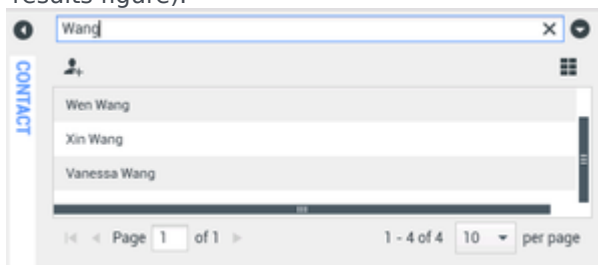 results figure).
Wang
CONTACT
Wen Wang
Xin Wang
Vanessa Wang
Page 1 of 1 1 - 4 of 4 10 per page